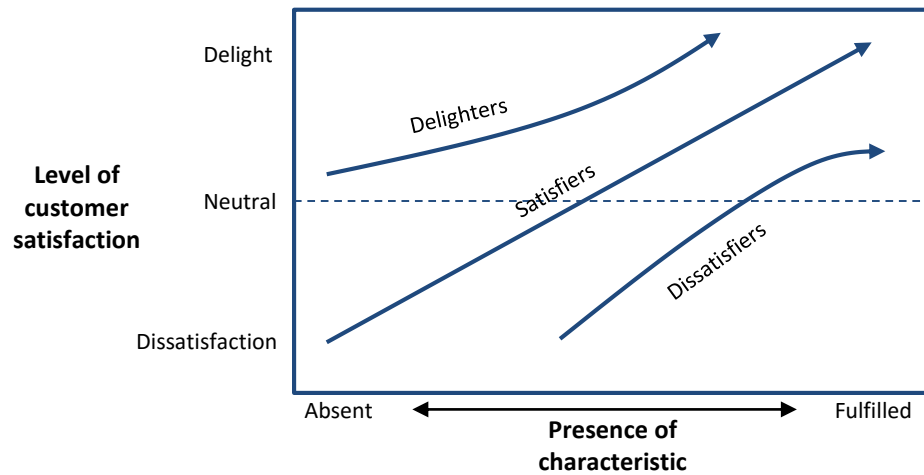 Delight
Delighters
Level of
customer
satisfaction
Neutral
Satisfiers
Dissatisfiers
Dissatisfaction
Absent
Fulfilled
Presence of
characteristic